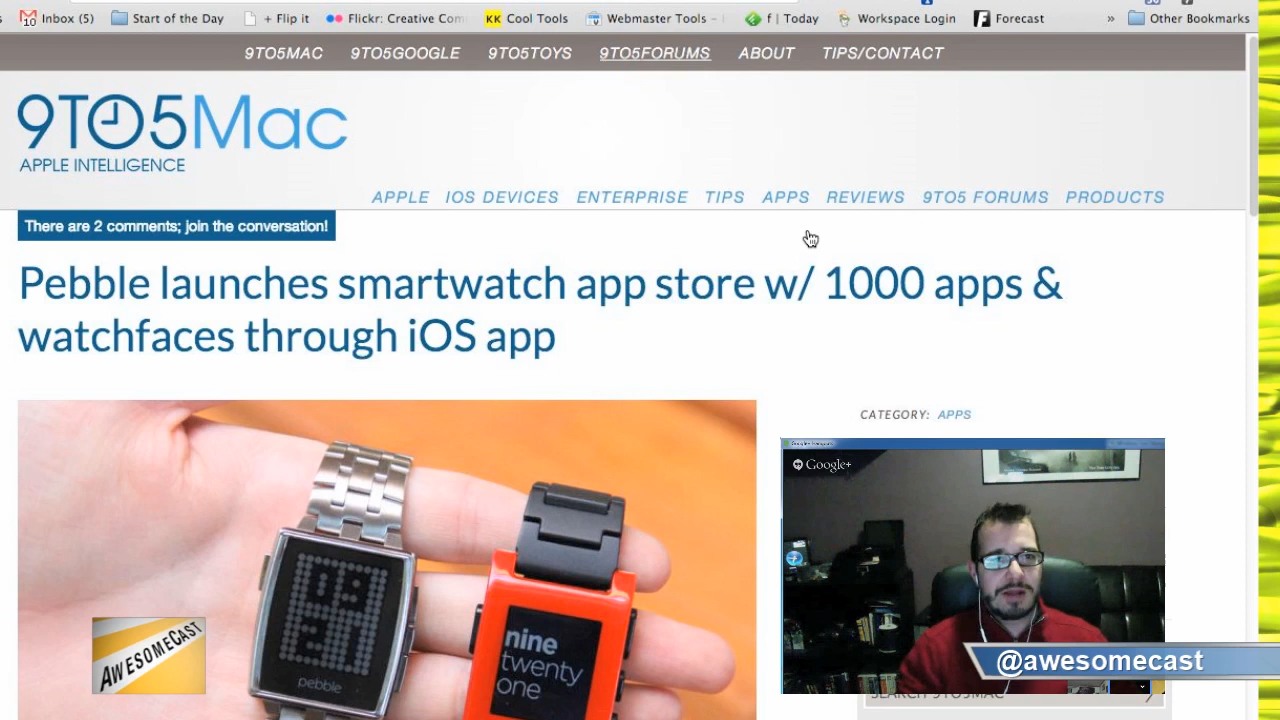 Inbox (5) Start of the Day + Flip it Flickr: Creative Com KK Cool Tools Webmaster Tools - f | Today Workspace Login Forecast » Other Bookmarks
9TO5MAC 9TO5GOOGLE 9TO5TOYS 9TO5FORUMS ABOUT TIPS/CONTACT
9TO5Mac
APPLE INTELLIGENCE
APPLE IOS DEVICES ENTERPRISE TIPS APPS REVIEWS 9TO5 FORUMS PRODUCTS
There are 2 comments; join the conversation!
Pebble launches smartwatch app store w/ 1000 apps &
watchfaces through iOS app
CATEGORY: APPS
Google+
nine
twenty
one
pebble
AWESOMECAST
@awesomecast
SEARCH 9TO5MAC